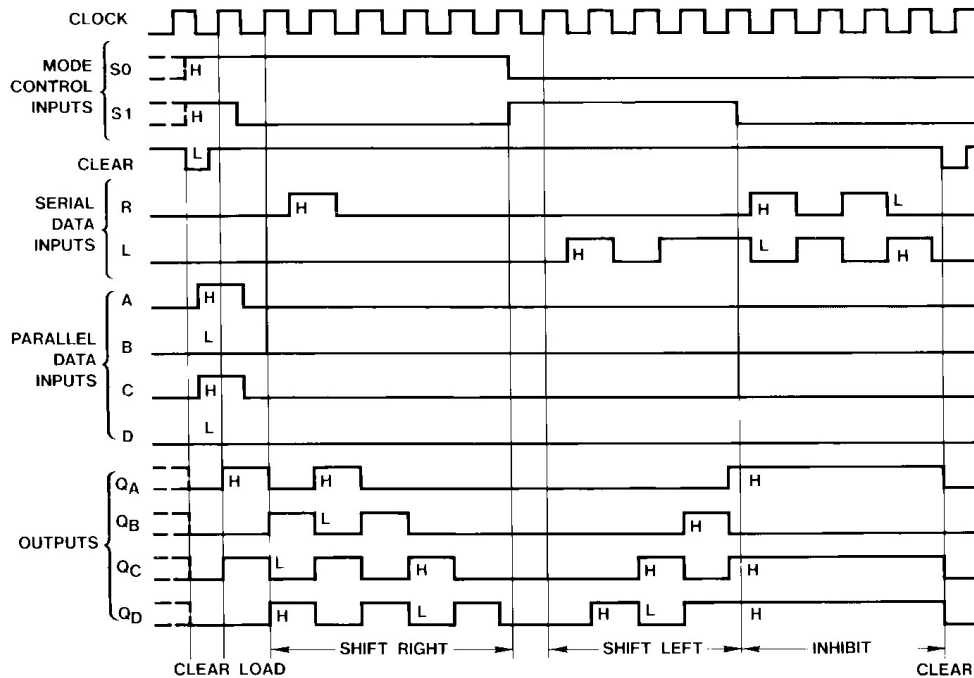 CLOCK
MODE
CONTROL
INPUTS
S0
H
S1
H
CLEAR
L
SERIAL
DATA
INPUTS
R
H
H
L
L
H
L
H
PARALLEL
DATA
INPUTS
A
H
B
L
C
H
D
L
OUTPUTS
QA
H
H
H
QB
L
H
QC
L
H
H
H
QD
H
L
H
L
H
CLEAR LOAD
SHIFT RIGHT
SHIFT LEFT
INHIBIT
CLEAR